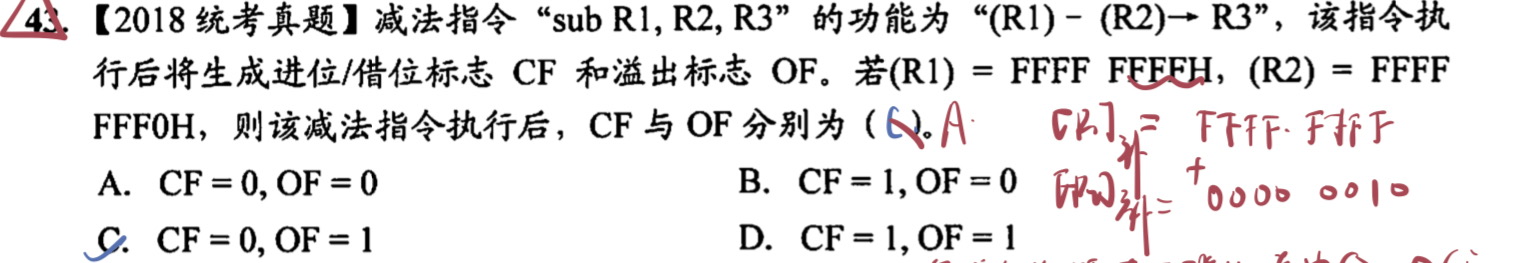 43. 【2018 统考真题】减法指令“sub R1, R2, R3”的功能为“(R1) − (R2)→ R3”，该指令执
行后将生成进位/借位标志 CF 和溢出标志 OF。若(R1) = FFFF FFFFH，(R2) = FFFF
FFF0H，则该减法指令执行后，CF 与 OF 分别为（C）。A.
[R1]补= FFFF. FFFF
A. CF = 0, OF = 0
B. CF = 1, OF = 0
[-R2]补= +0000 0010
C. CF = 0, OF = 1
D. CF = 1, OF = 1